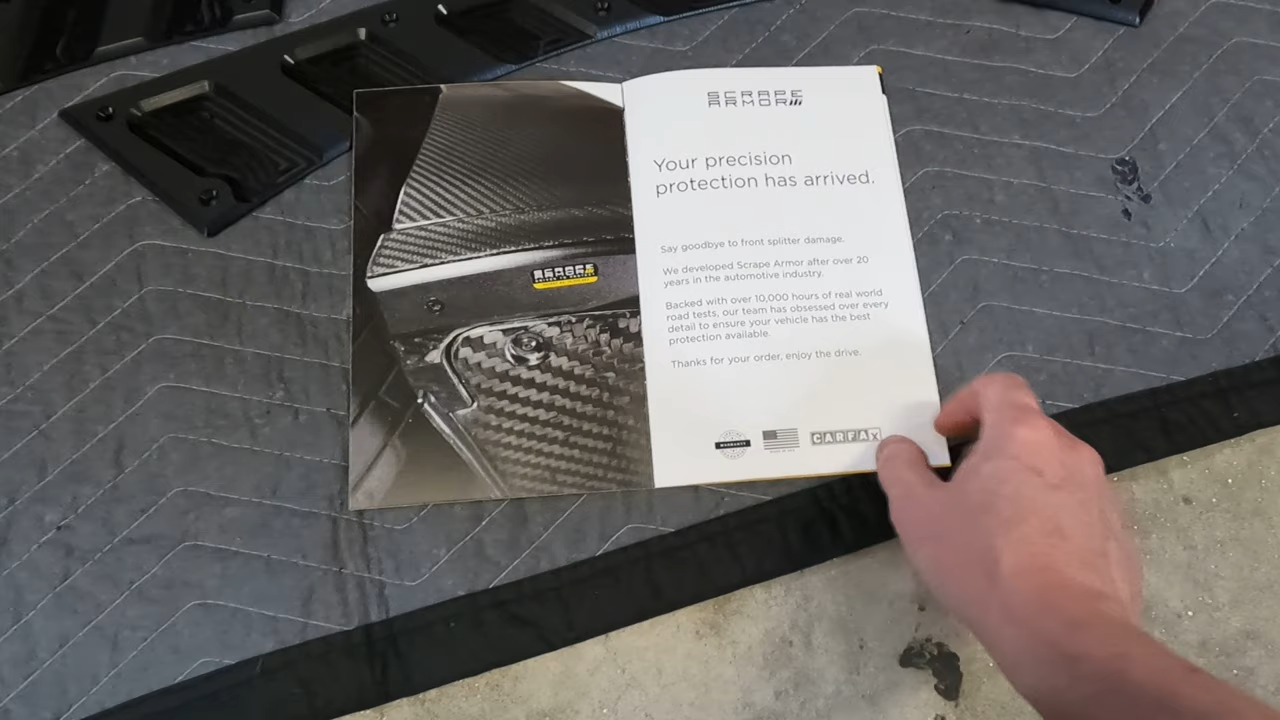 SCRAPE
ARMOR
Your precision
protection has arrived.
Say goodbye to front splitter damage.
We developed Scrape Armor after over 20
years in the automotive industry.
Backed with over 10,000 hours of real world
road tests, our team has obsessed over every
detail to ensure your vehicle has the best
protection available.
Thanks for your order, enjoy the drive.
SCRAPE
WARRANTY
CARFAX